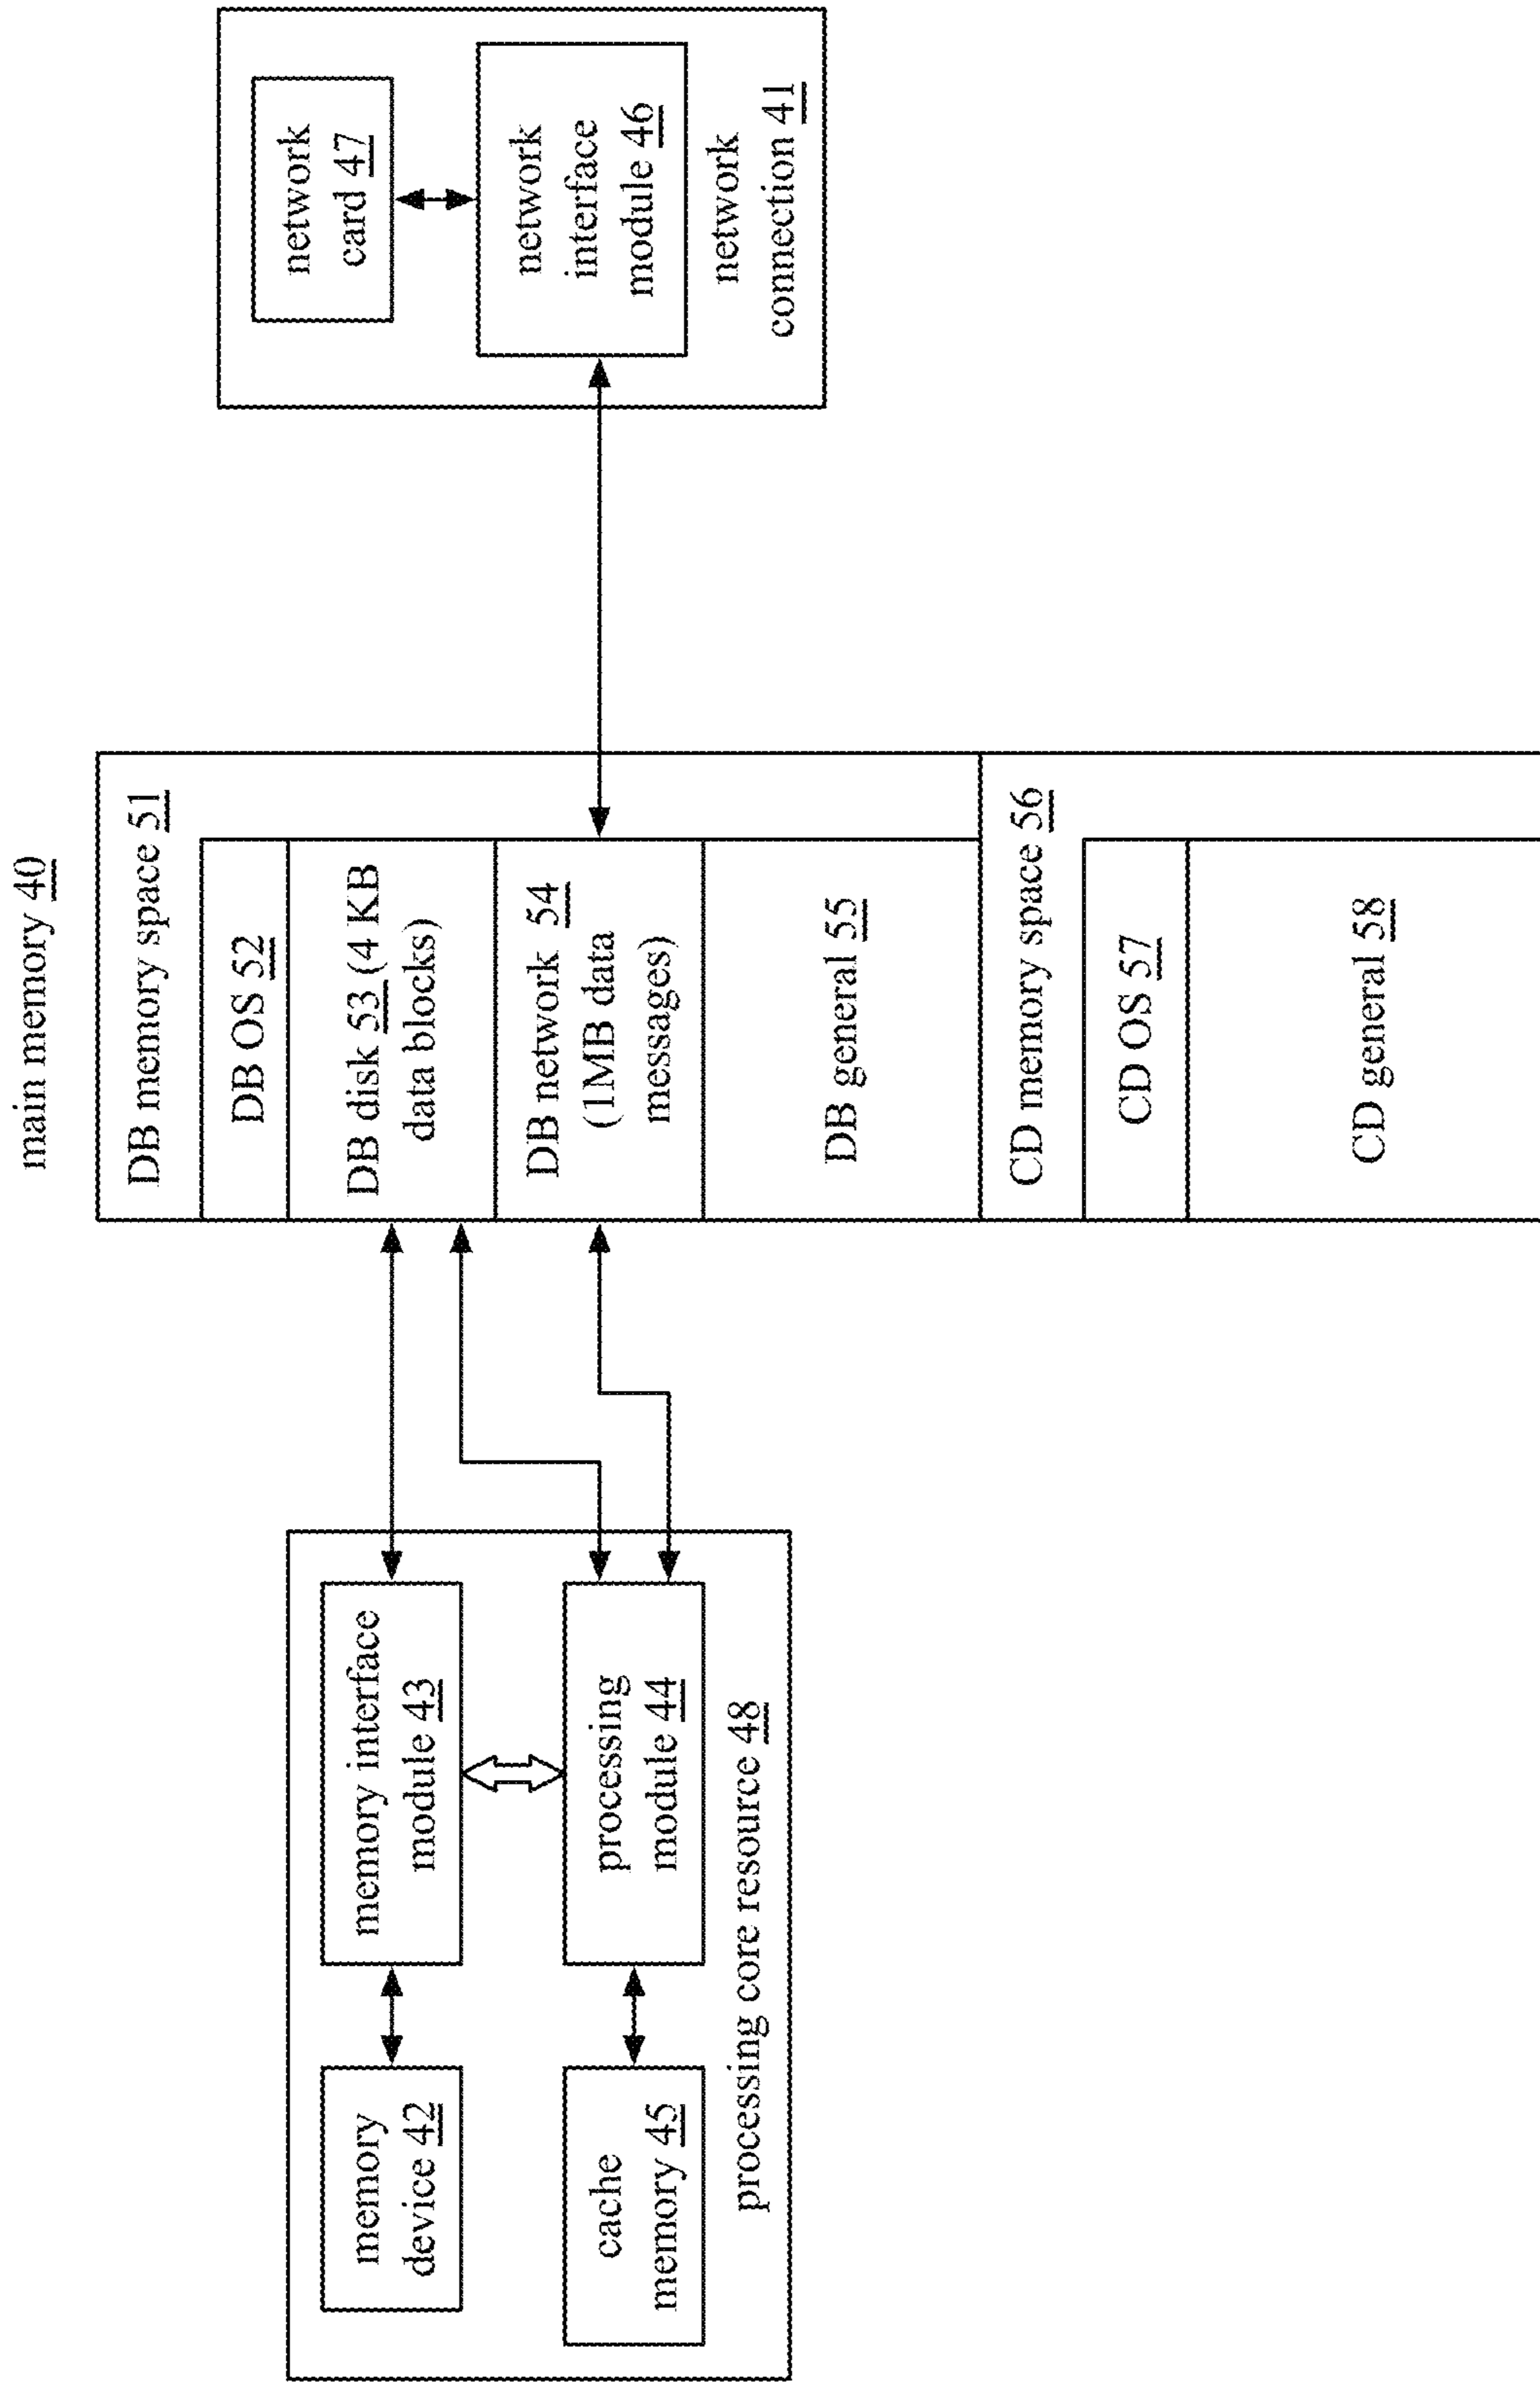 main memory 40
DB memory space 51
DB OS 52
DB disk 53 (4 KB
data blocks)
DB network 54
(1MB data
messages)
DB general 55
CD memory space 56
CD OS 57
CD general 58
memory
device 42
memory interface
module 43
cache
memory 45
processing
module 44
processing core resource 48
network
card 47
network
interface
module 46
network
connection 41